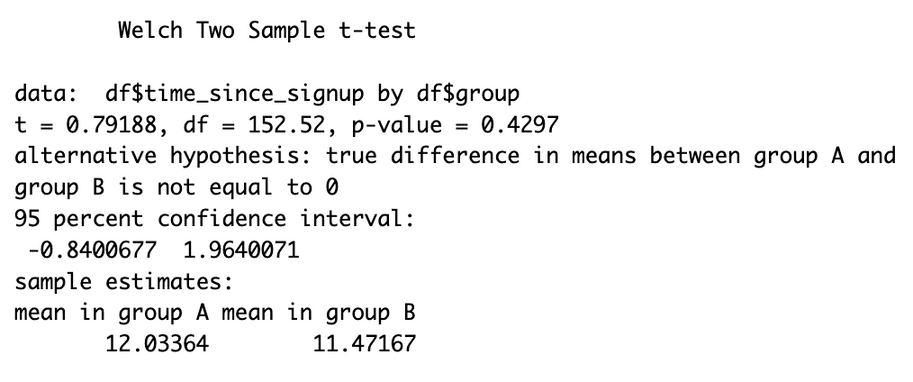 Welch Two Sample t-test
data:  df$time_since_signup by df$group
t = 0.79188, df = 152.52, p-value = 0.4297
alternative hypothesis: true difference in means between group A and
group B is not equal to 0
95 percent confidence interval:
-0.8400677  1.9640071
sample estimates:
mean in group A mean in group B
12.03364        11.47167